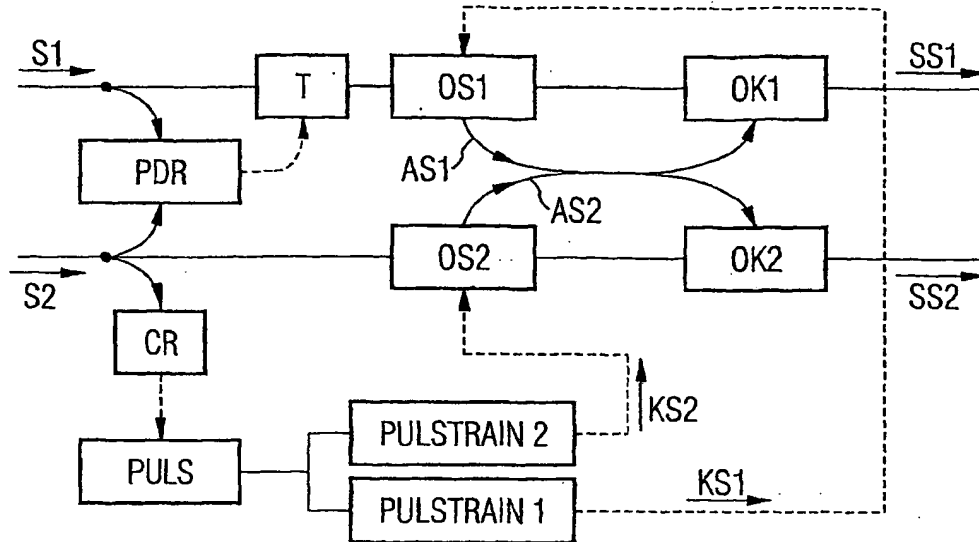 S1
T
OS1
OK1
SS1
PDR
AS1
AS2
S2
OS2
OK2
SS2
CR
KS2
PULS
PULSTRAIN 2
PULSTRAIN 1
KS1